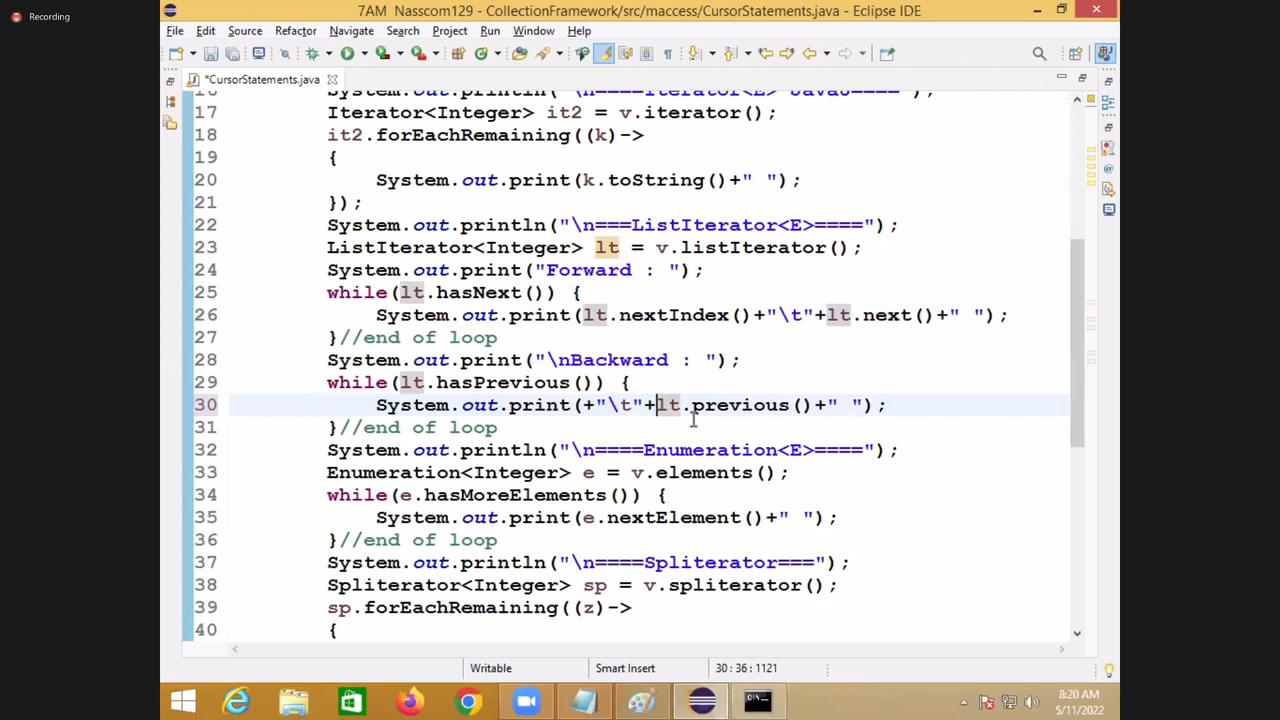 Recording
7AM Nasscom129 - CollectionFramework/src/maccess/CursorStatements.java - Eclipse IDE
File Edit Source Refactor Navigate Search Project Run Window Help
*CursorStatements.java
16 System.out.println("\n====Iterator<E> Java8====");
17 Iterator<Integer> it2 = v.iterator();
18 it2.forEachRemaining((k)->
19 {
20 System.out.print(k.toString()+" ");
21 });
22 System.out.println("\n===ListIterator<E>====");
23 ListIterator<Integer> lt = v.listIterator();
24 System.out.print("Forward : ");
25 while(lt.hasNext()) {
26 System.out.print(lt.nextIndex()+"\t"+lt.next()+" ");
27 }//end of loop
28 System.out.print("\nBackward : ");
29 while(lt.hasPrevious()) {
30 System.out.print(+"\t"+lt.previous()+" ");
31 }//end of loop
32 System.out.println("\n====Enumeration<E>====");
33 Enumeration<Integer> e = v.elements();
34 while(e.hasMoreElements()) {
35 System.out.print(e.nextElement()+" ");
36 }//end of loop
37 System.out.println("\n====Spliterator===");
38 Spliterator<Integer> sp = v.spliterator();
39 sp.forEachRemaining((z)->
40 {
Writable Smart Insert 30 : 36 : 1121
8:20 AM
5/11/2022